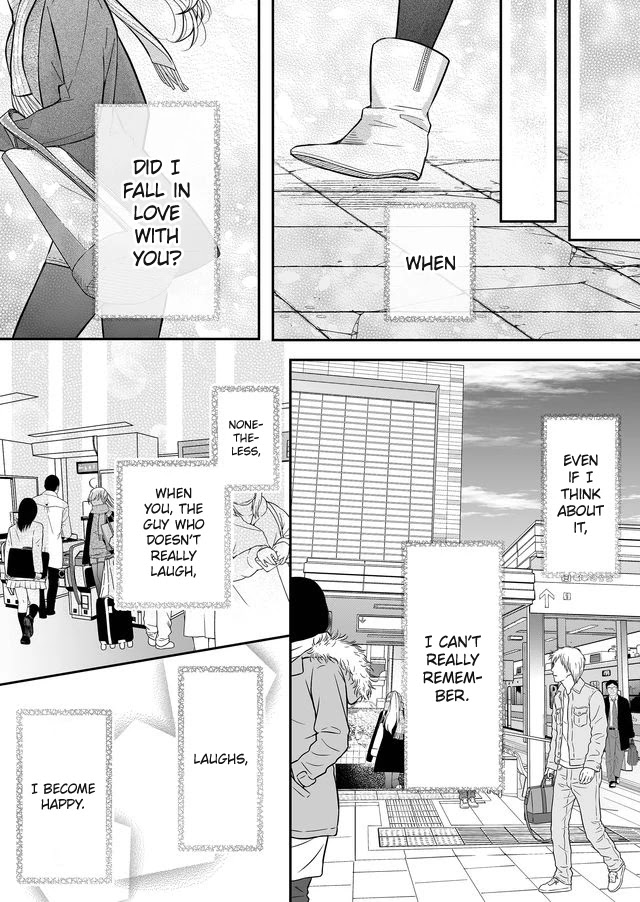 WHEN
DID I
FALL IN
LOVE
WITH
YOU?
EVEN
IF I
THINK
ABOUT
IT,
I CAN'T
REALLY
REMEM-
BER.
NONE-
THE-
LESS,
WHEN
YOU, THE
GUY WHO
DOESN'T
REALLY
LAUGH,
LAUGHS,
I BECOME
HAPPY.